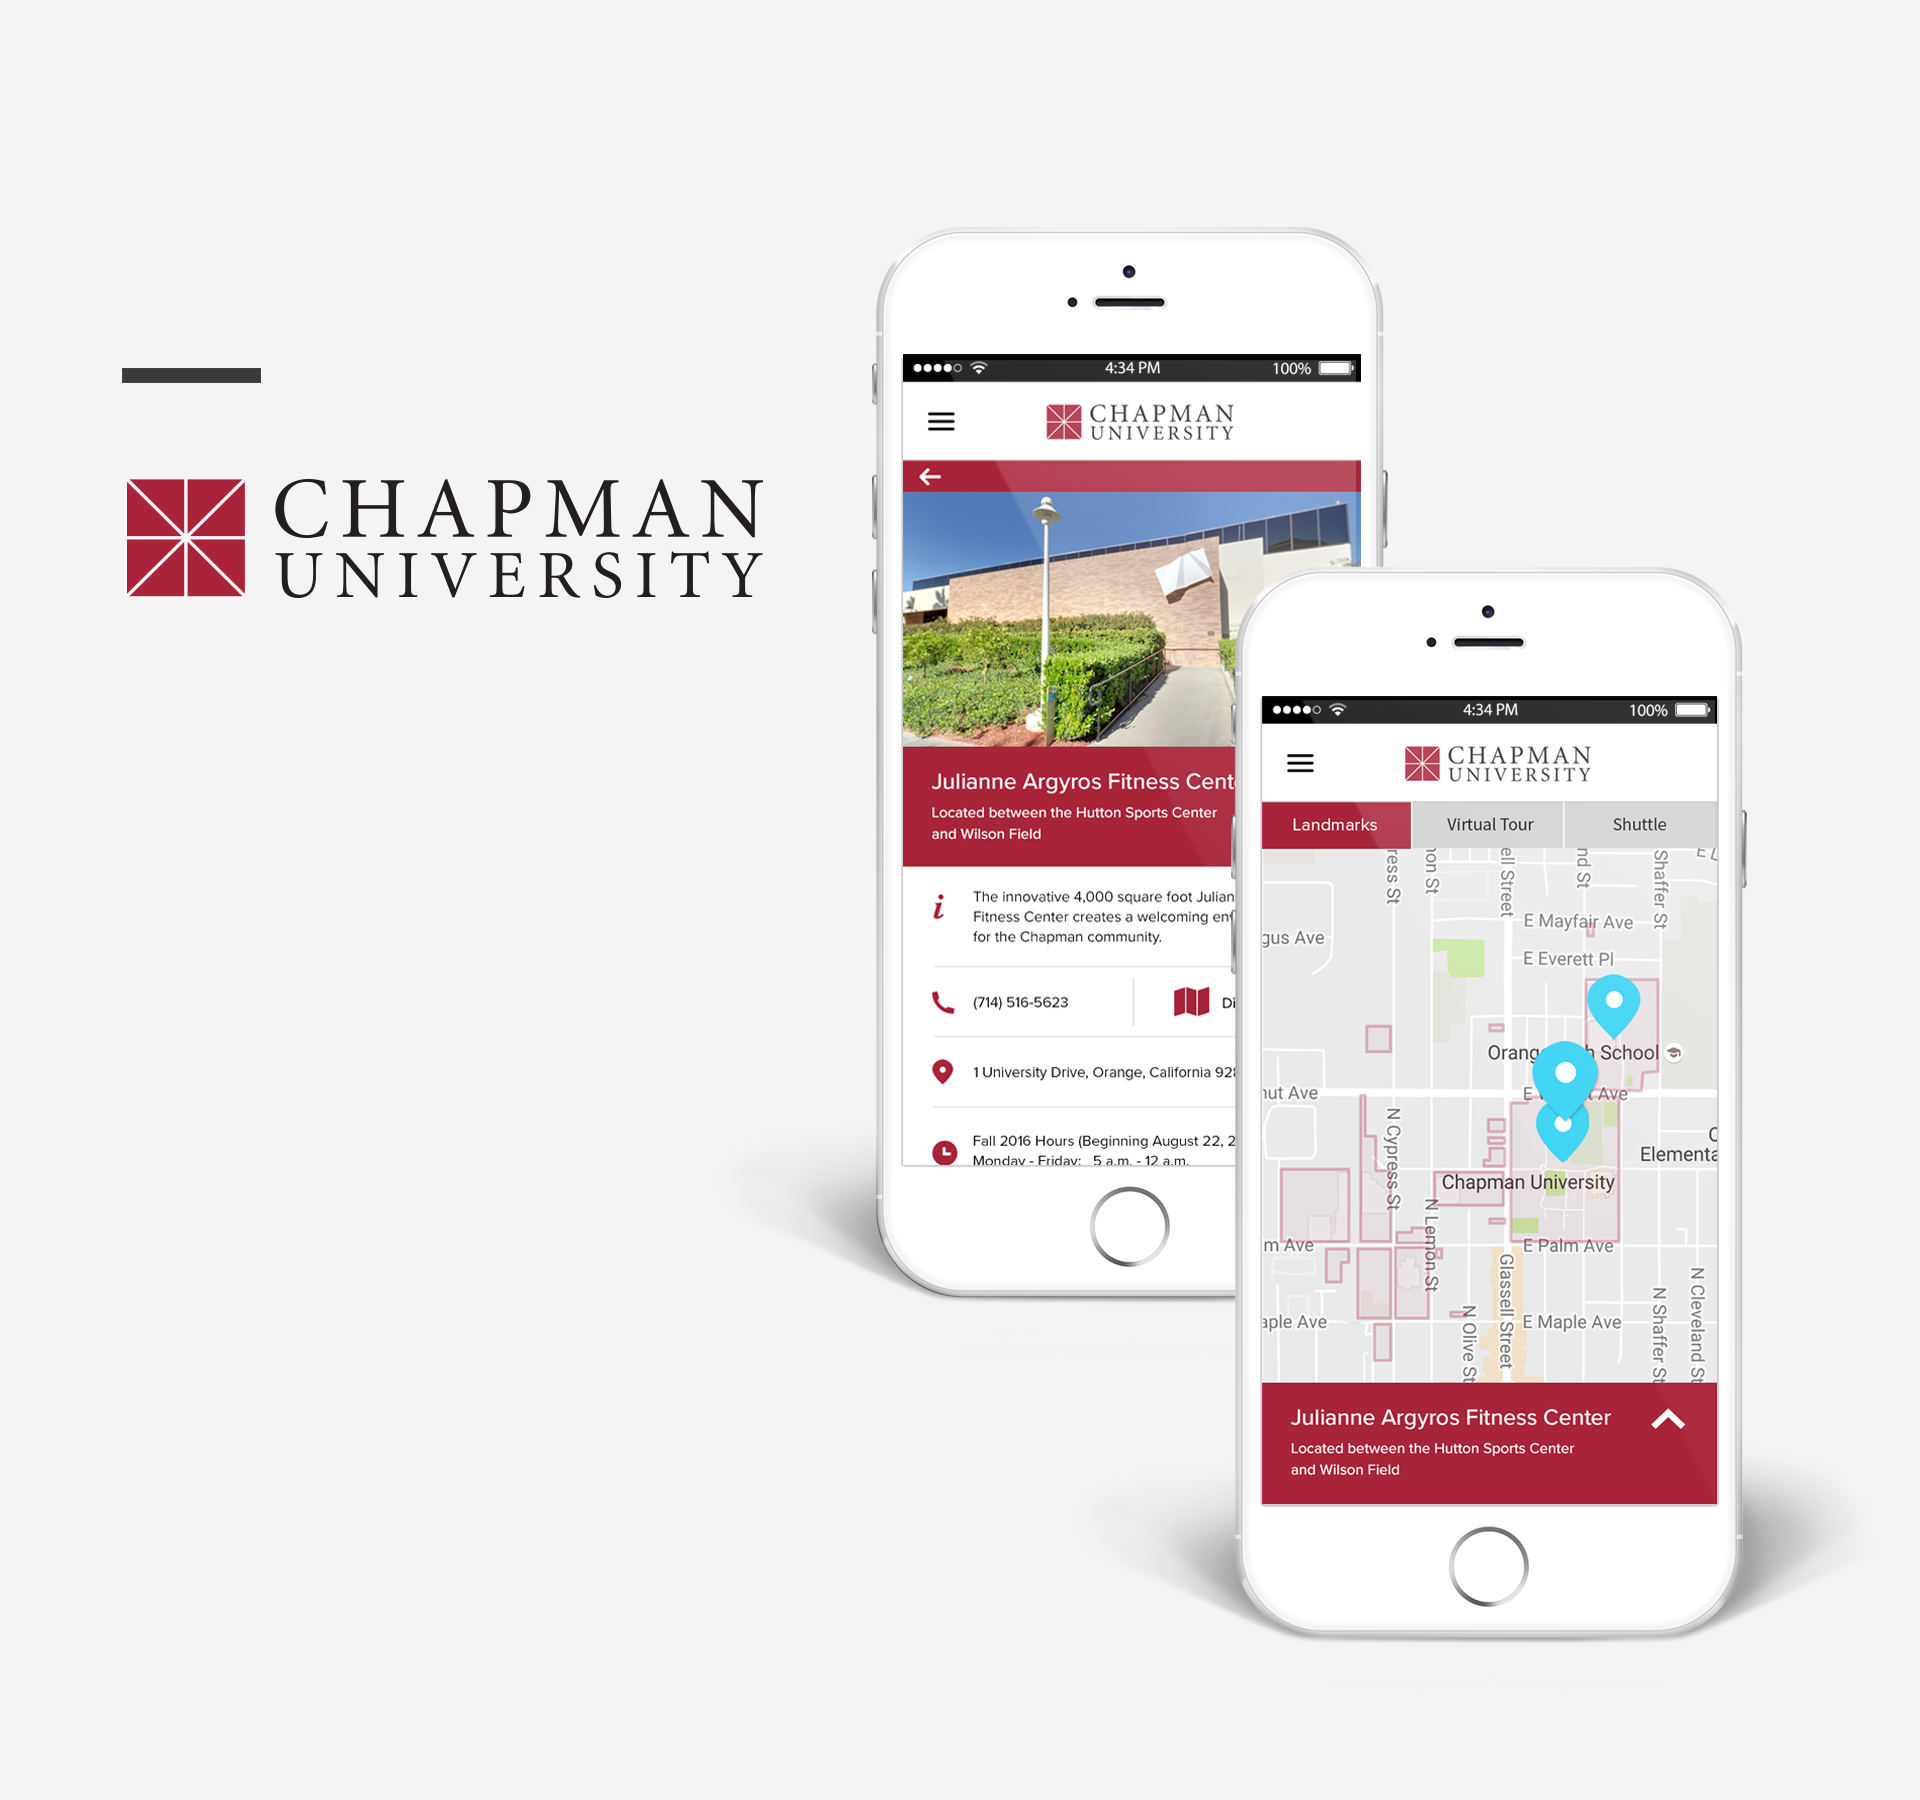 CHAPMAN
UNIVERSITY
4:34 PM
100%
CHAPMAN
UNIVERSITY
Julianne Argyros Fitness Cent
Located between the Hutton Sports Center
and Wilson Field
i
The innovative 4,000 square foot Julian
Fitness Center creates a welcoming en
for the Chapman community.
(714) 516-5623
Di
1 University Drive, Orange, California 928
Fall 2016 Hours (Beginning August 22, 2
Monday - Friday: 5 a.m. - 12 a.m.
4:34 PM
100%
CHAPMAN
UNIVERSITY
Landmarks
Virtual Tour
Shuttle
ress St
non St
ell Street
nd St
Shaffer St
E Mayfair Ave
gus Ave
E Everett Pl
Orang h School
nut Ave
E W t Ave
N Cypress St
Elementa
Chapman University
N Lemon St
m Ave
E Palm Ave
Glassell Street
N Olive St
N Shaffer St
N Cleveland St
aple Ave
E Maple Ave
Julianne Argyros Fitness Center
Located between the Hutton Sports Center
and Wilson Field